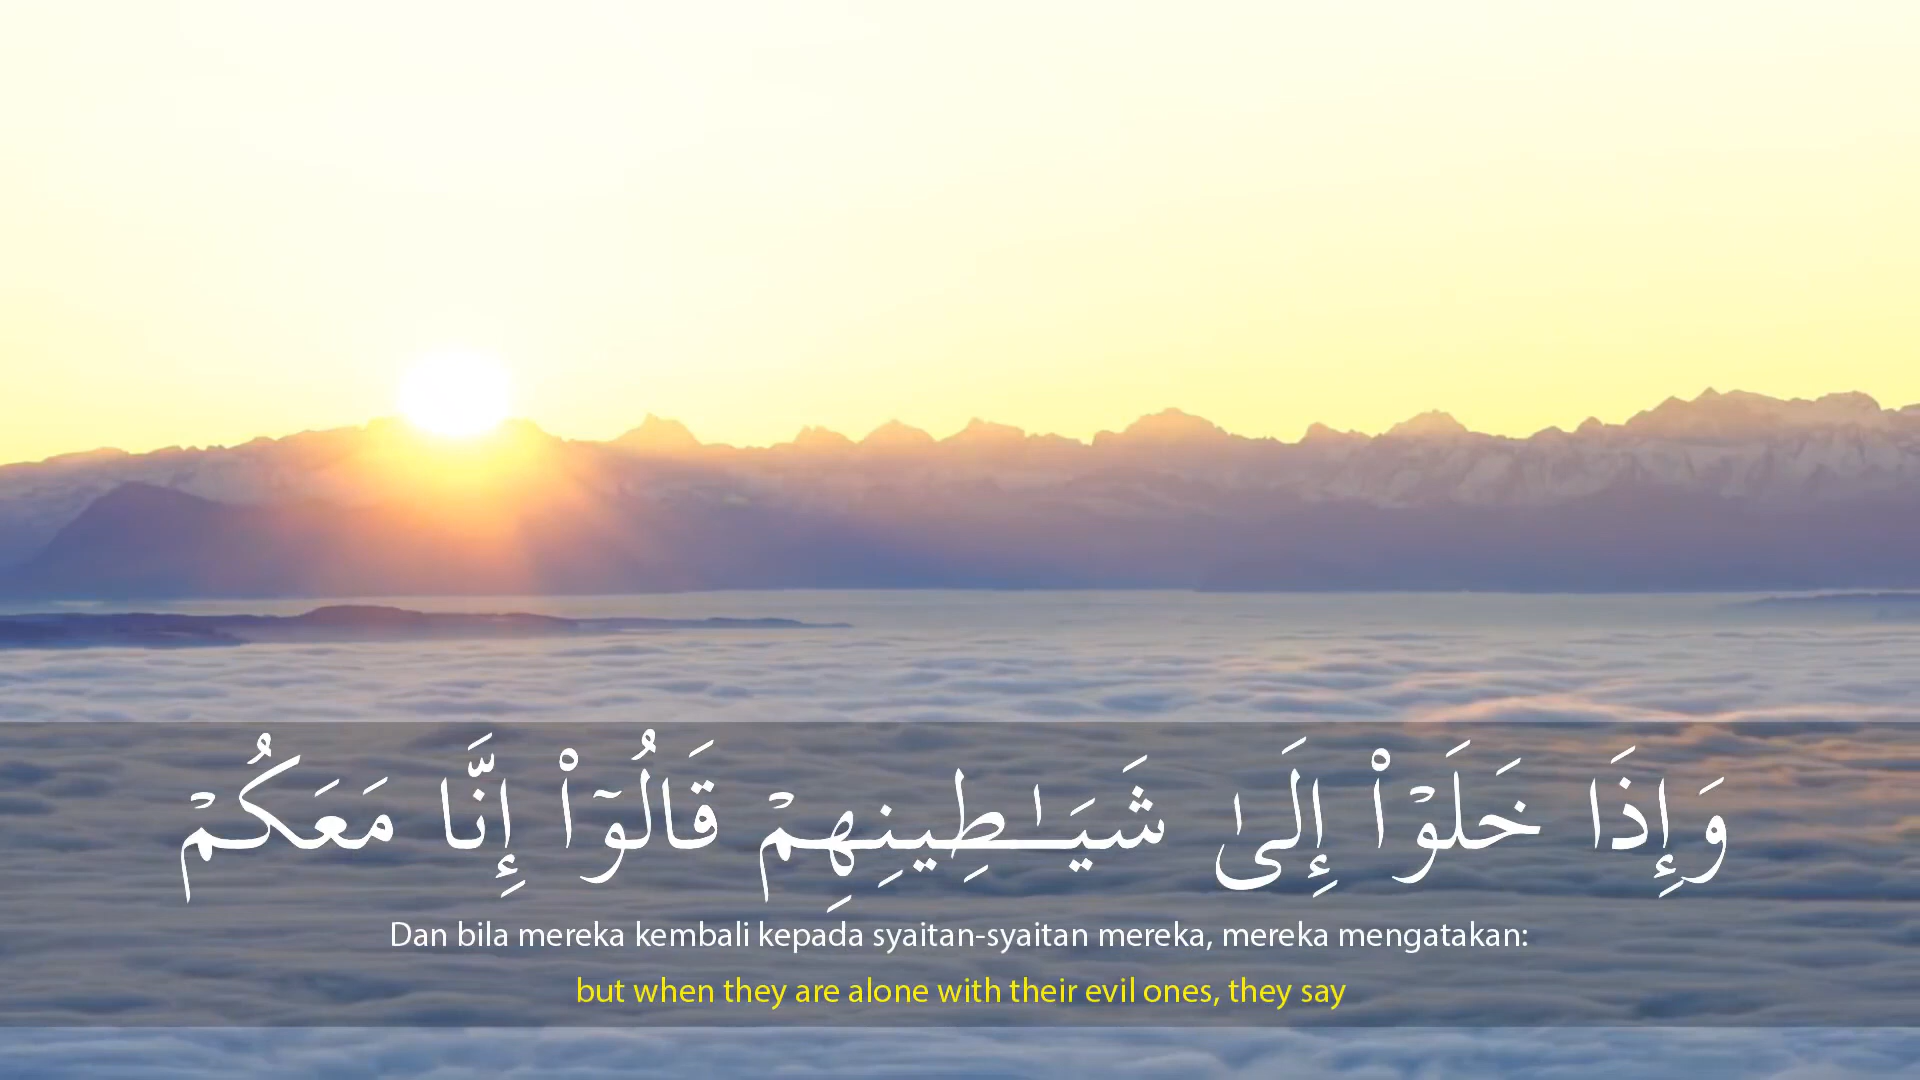 وَإِذَا خَلَوۡاْ إِلَىٰ شَيَـٰطِينِهِمۡ قَالُوٓاْ إِنَّا مَعَكُمۡ
Dan bila mereka kembali kepada syaitan-syaitan mereka, mereka mengatakan:
but when they are alone with their evil ones, they say